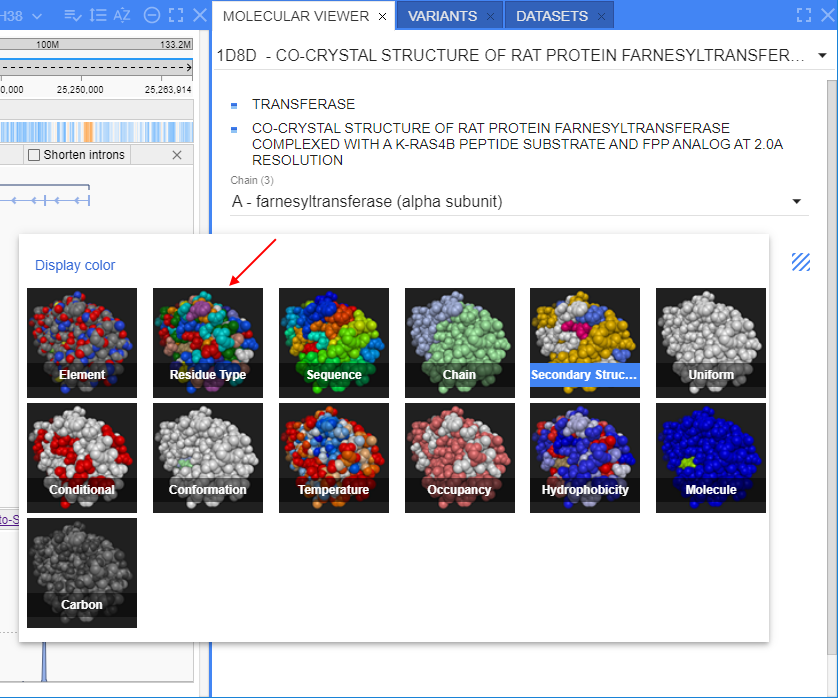 H38
AZ
MOLECULAR VIEWER
VARIANTS
DATASETS
100M
133.2M
0,000
25,250,000
25,263,914
Shorten introns
to-S
1D8D - CO-CRYSTAL STRUCTURE OF RAT PROTEIN FARNESYLTRANSFER...
TRANSFERASE
CO-CRYSTAL STRUCTURE OF RAT PROTEIN FARNESYLTRANSFERASE
COMPLEXED WITH A K-RAS4B PEPTIDE SUBSTRATE AND FPP ANALOG AT 2.0A
RESOLUTION
Chain (3)
A - farnesyltransferase (alpha subunit)
Display color
Element
Residue Type
Sequence
Chain
Secondary Struc...
Uniform
Conditional
Conformation
Temperature
Occupancy
Hydrophobicity
Molecule
Carbon